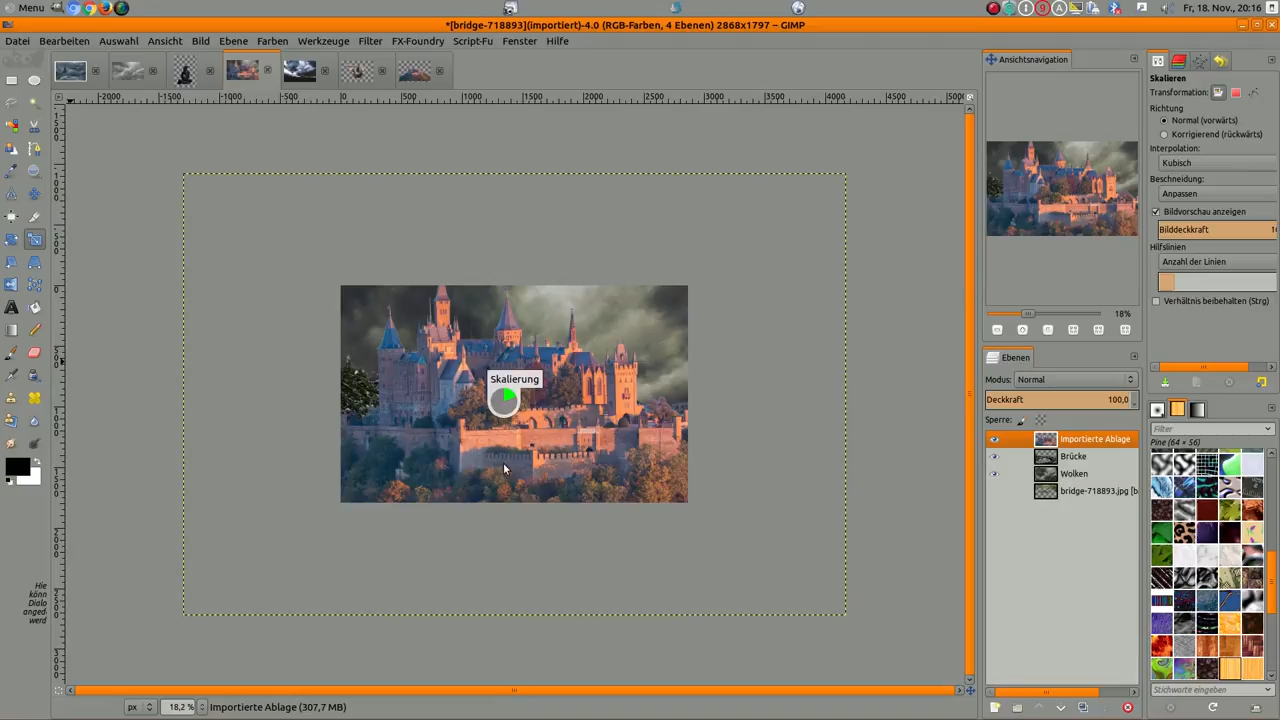 Menu
Fr, 18. Nov., 20:16
*[bridge-718893](importiert)-4.0 (RGB-Farben, 4 Ebenen) 2868x1797 – GIMP
Datei Bearbeiten Auswahl Ansicht Bild Ebene Farben Werkzeuge Filter FX-Foundry Script-Fu Fenster Hilfe
Ansichtsnavigation
Skalieren
Transformation:
Richtung
Normal (vorwärts)
Korrigierend (rückwärts)
Interpolation:
Kubisch
Beschneidung:
Anpassen
Bildvorschau anzeigen
Bilddeckkraft
Hilfslinien
Anzahl der Linien
Verhältnis beibehalten (Strg)
-2000 -1500 -1000 -500 0 500 1000 1500 2000 2500 3000 3500 4000 4500 5000
Skalierung
18%
Ebenen
Modus: Normal
Deckkraft 100,0
Sperre:
Importierte Ablage
Brücke
Wolken
bridge-718893.jpg [b
Filter
Pine (64 × 56)
Stichworte eingeben
Hie
könn
Dialo
anged
werd
px 18,2 % Importierte Ablage (307,7 MB)